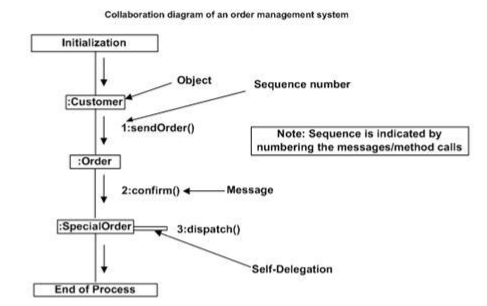 Collaboration diagram of an order management system
Initialization
Object
Sequence number
:Customer
1:sendOrder()
Note: Sequence is indicated by
numbering the messages/method calls
:Order
2:confirm()
Message
:SpecialOrder
3:dispatch()
Self-Delegation
End of Process